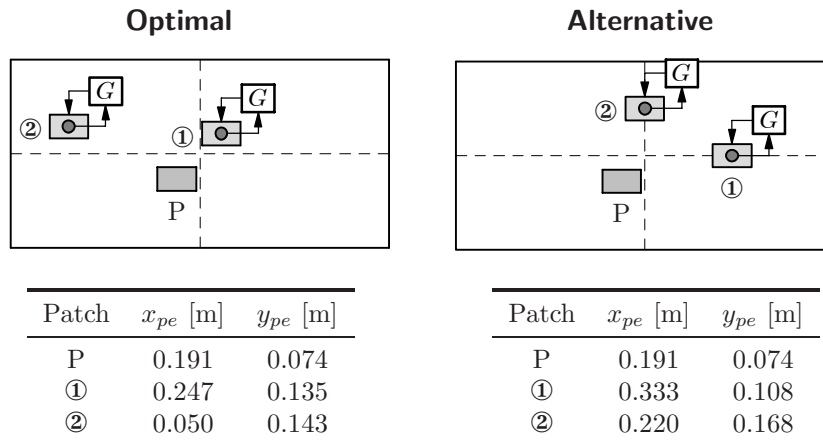 Optimal
Alternative
G
②
G
①
P
G
②
G
①
P
Patch x_pe [m] y_pe [m]
P 0.191 0.074
① 0.247 0.135
② 0.050 0.143
Patch x_pe [m] y_pe [m]
P 0.191 0.074
① 0.333 0.108
② 0.220 0.168